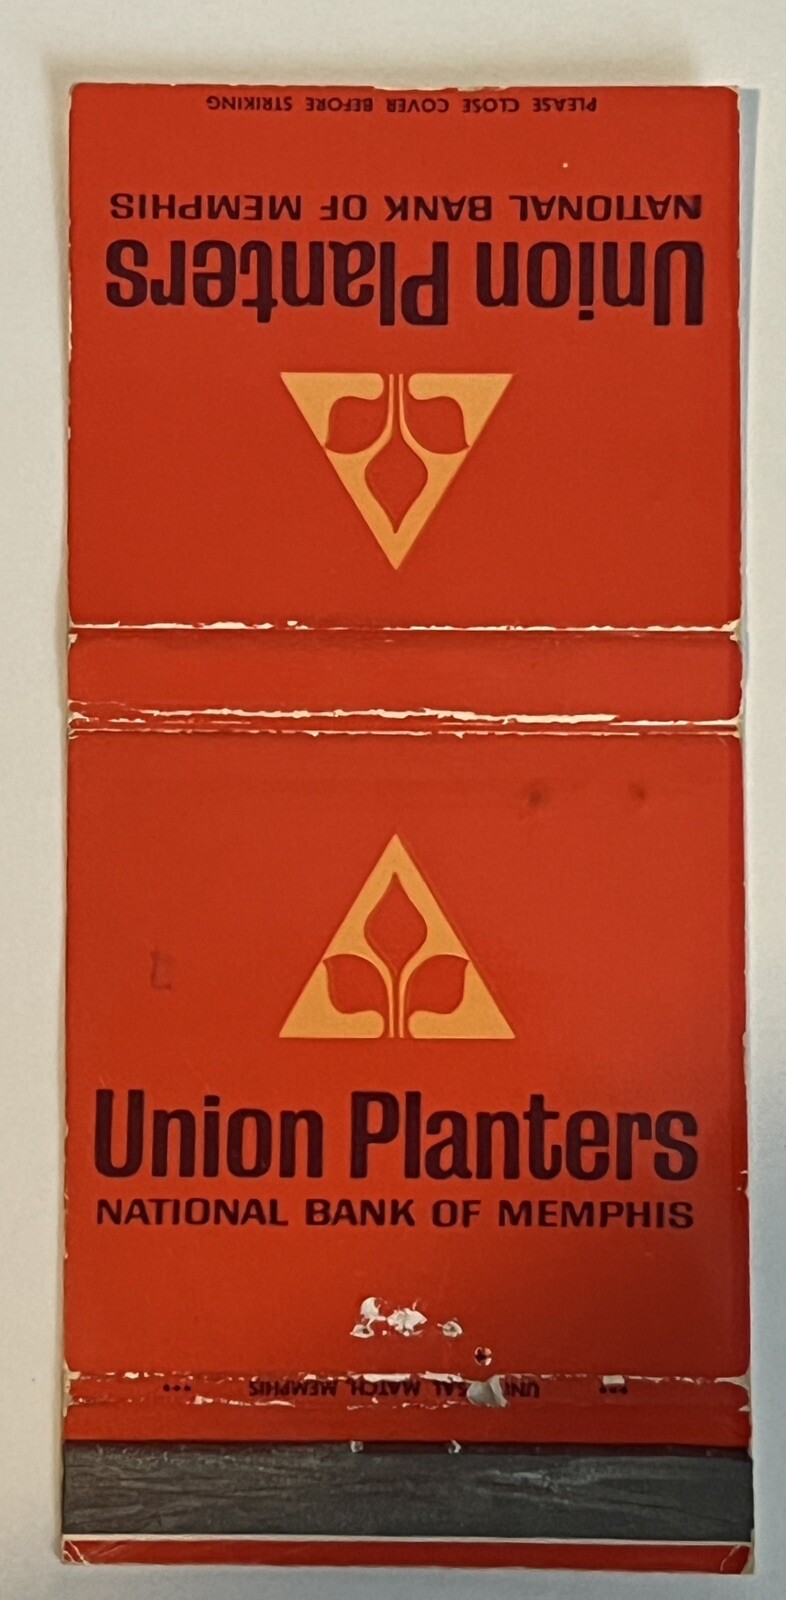 PLEASE CLOSE COVER BEFORE STRIKING
NATIONAL BANK OF MEMPHIS
Union Planters
Union Planters
NATIONAL BANK OF MEMPHIS
••• MATCH, MEMPHIS •••